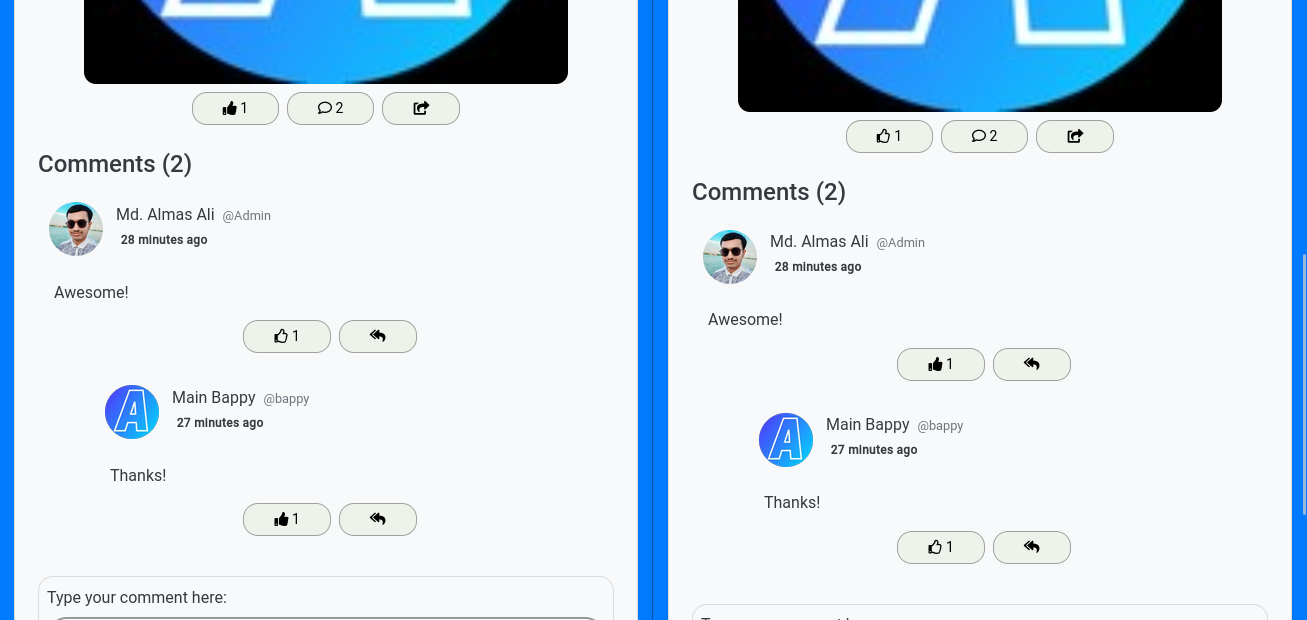 1
2
Comments (2)
Md. Almas Ali @Admin
28 minutes ago
Awesome!
1
Main Bappy @bappy
27 minutes ago
Thanks!
1
Type your comment here:
1
2
Comments (2)
Md. Almas Ali @Admin
28 minutes ago
Awesome!
1
Main Bappy @bappy
27 minutes ago
Thanks!
1